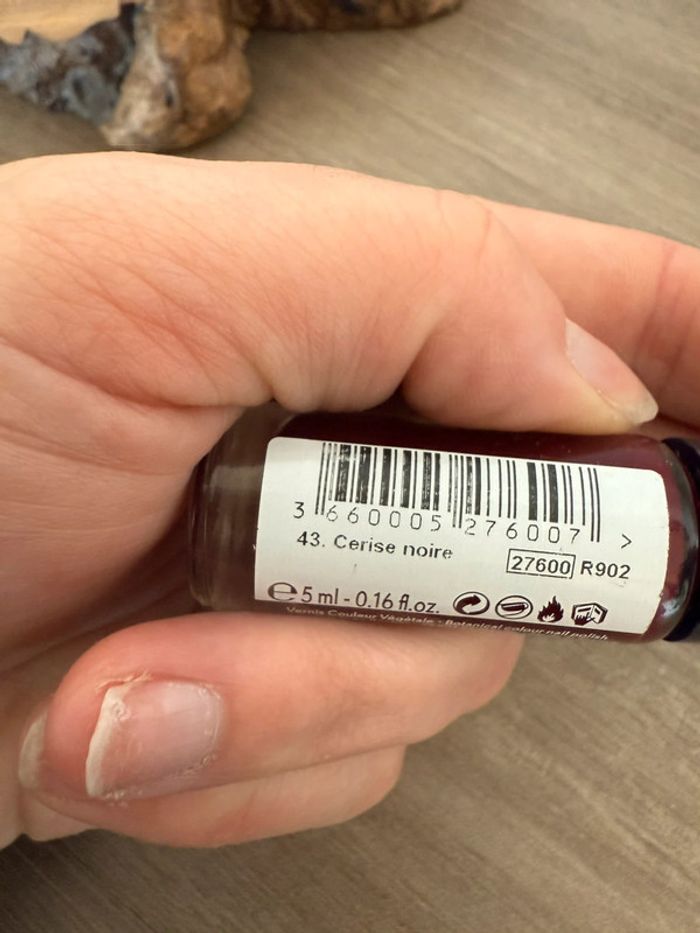 3 660005 276007 >
43. Cerise noire
27600 R902
e 5 ml - 0.16 fl.oz.
Vernis Couleur Végétale - Botanical colour nail polish